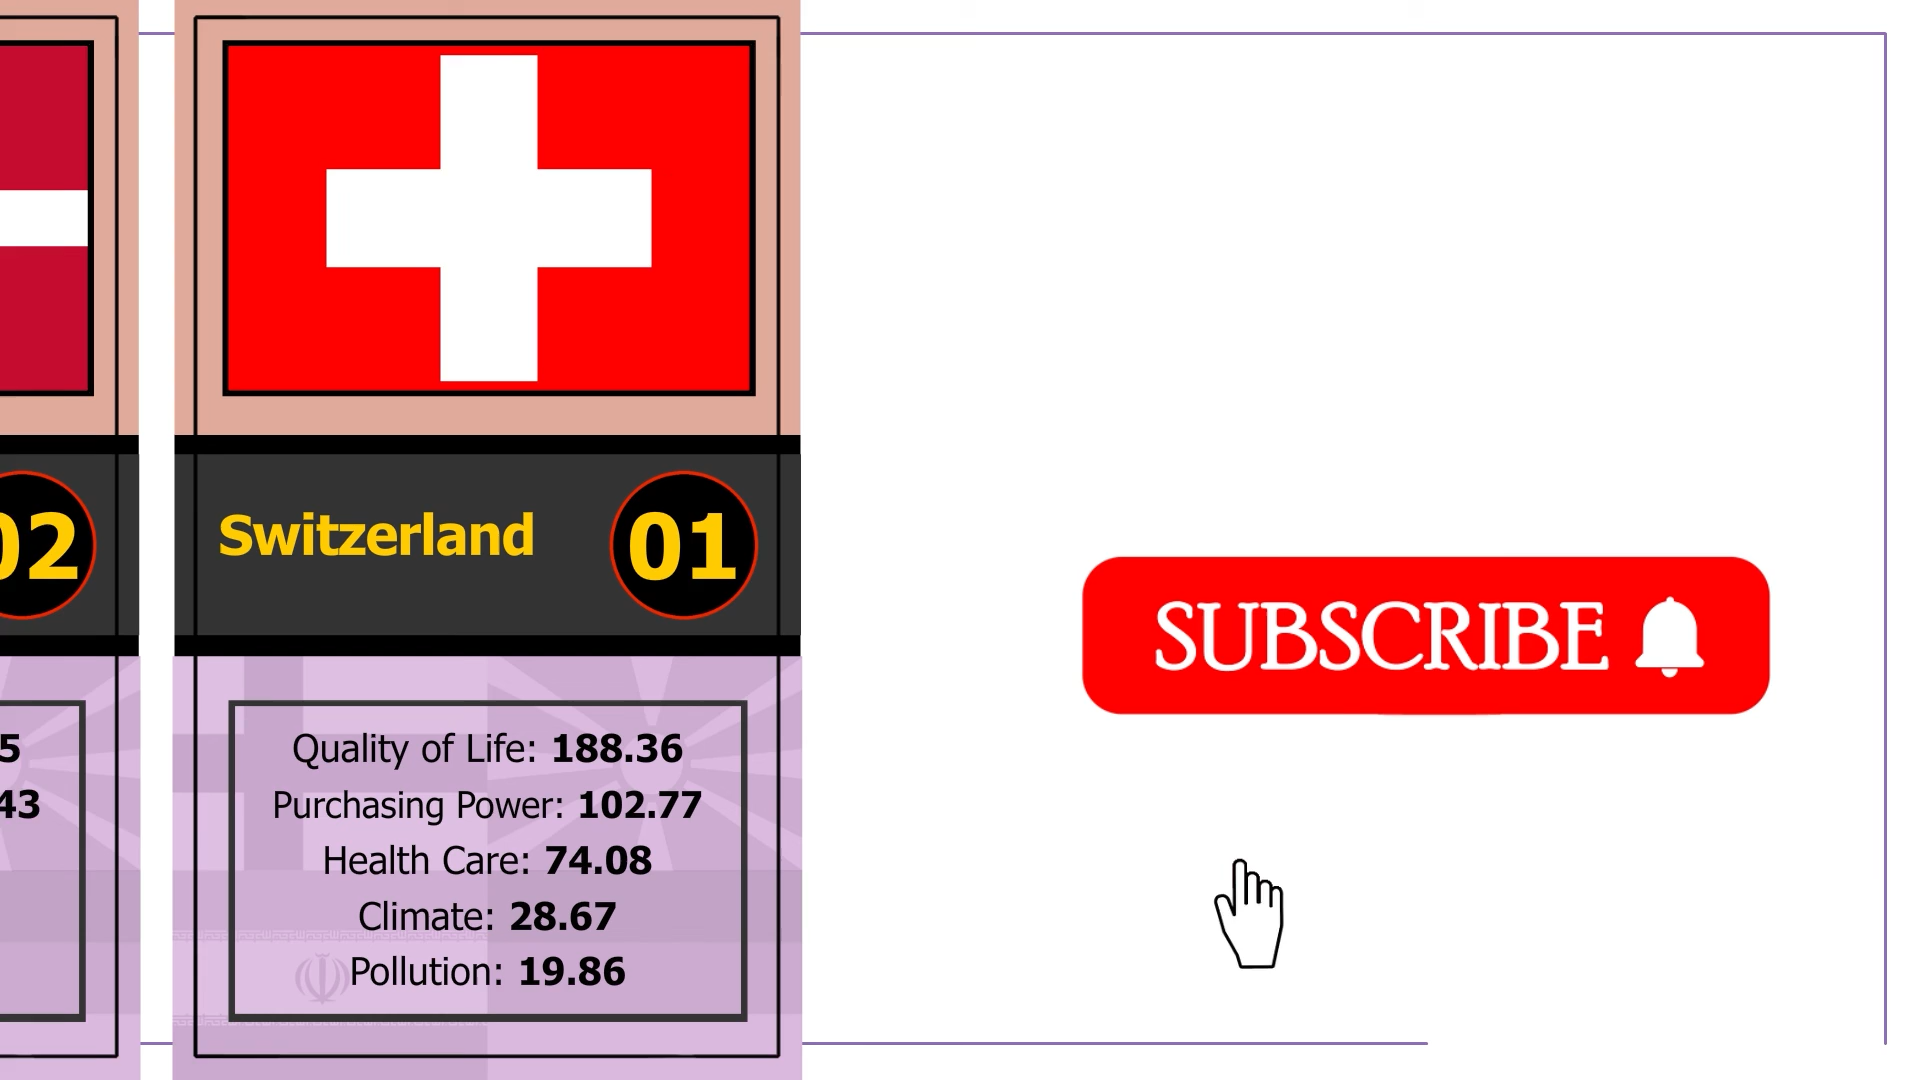 02
5
43
Switzerland
01
Quality of Life: 188.36
Purchasing Power: 102.77
Health Care: 74.08
Climate: 28.67
Pollution: 19.86
SUBSCRIBE